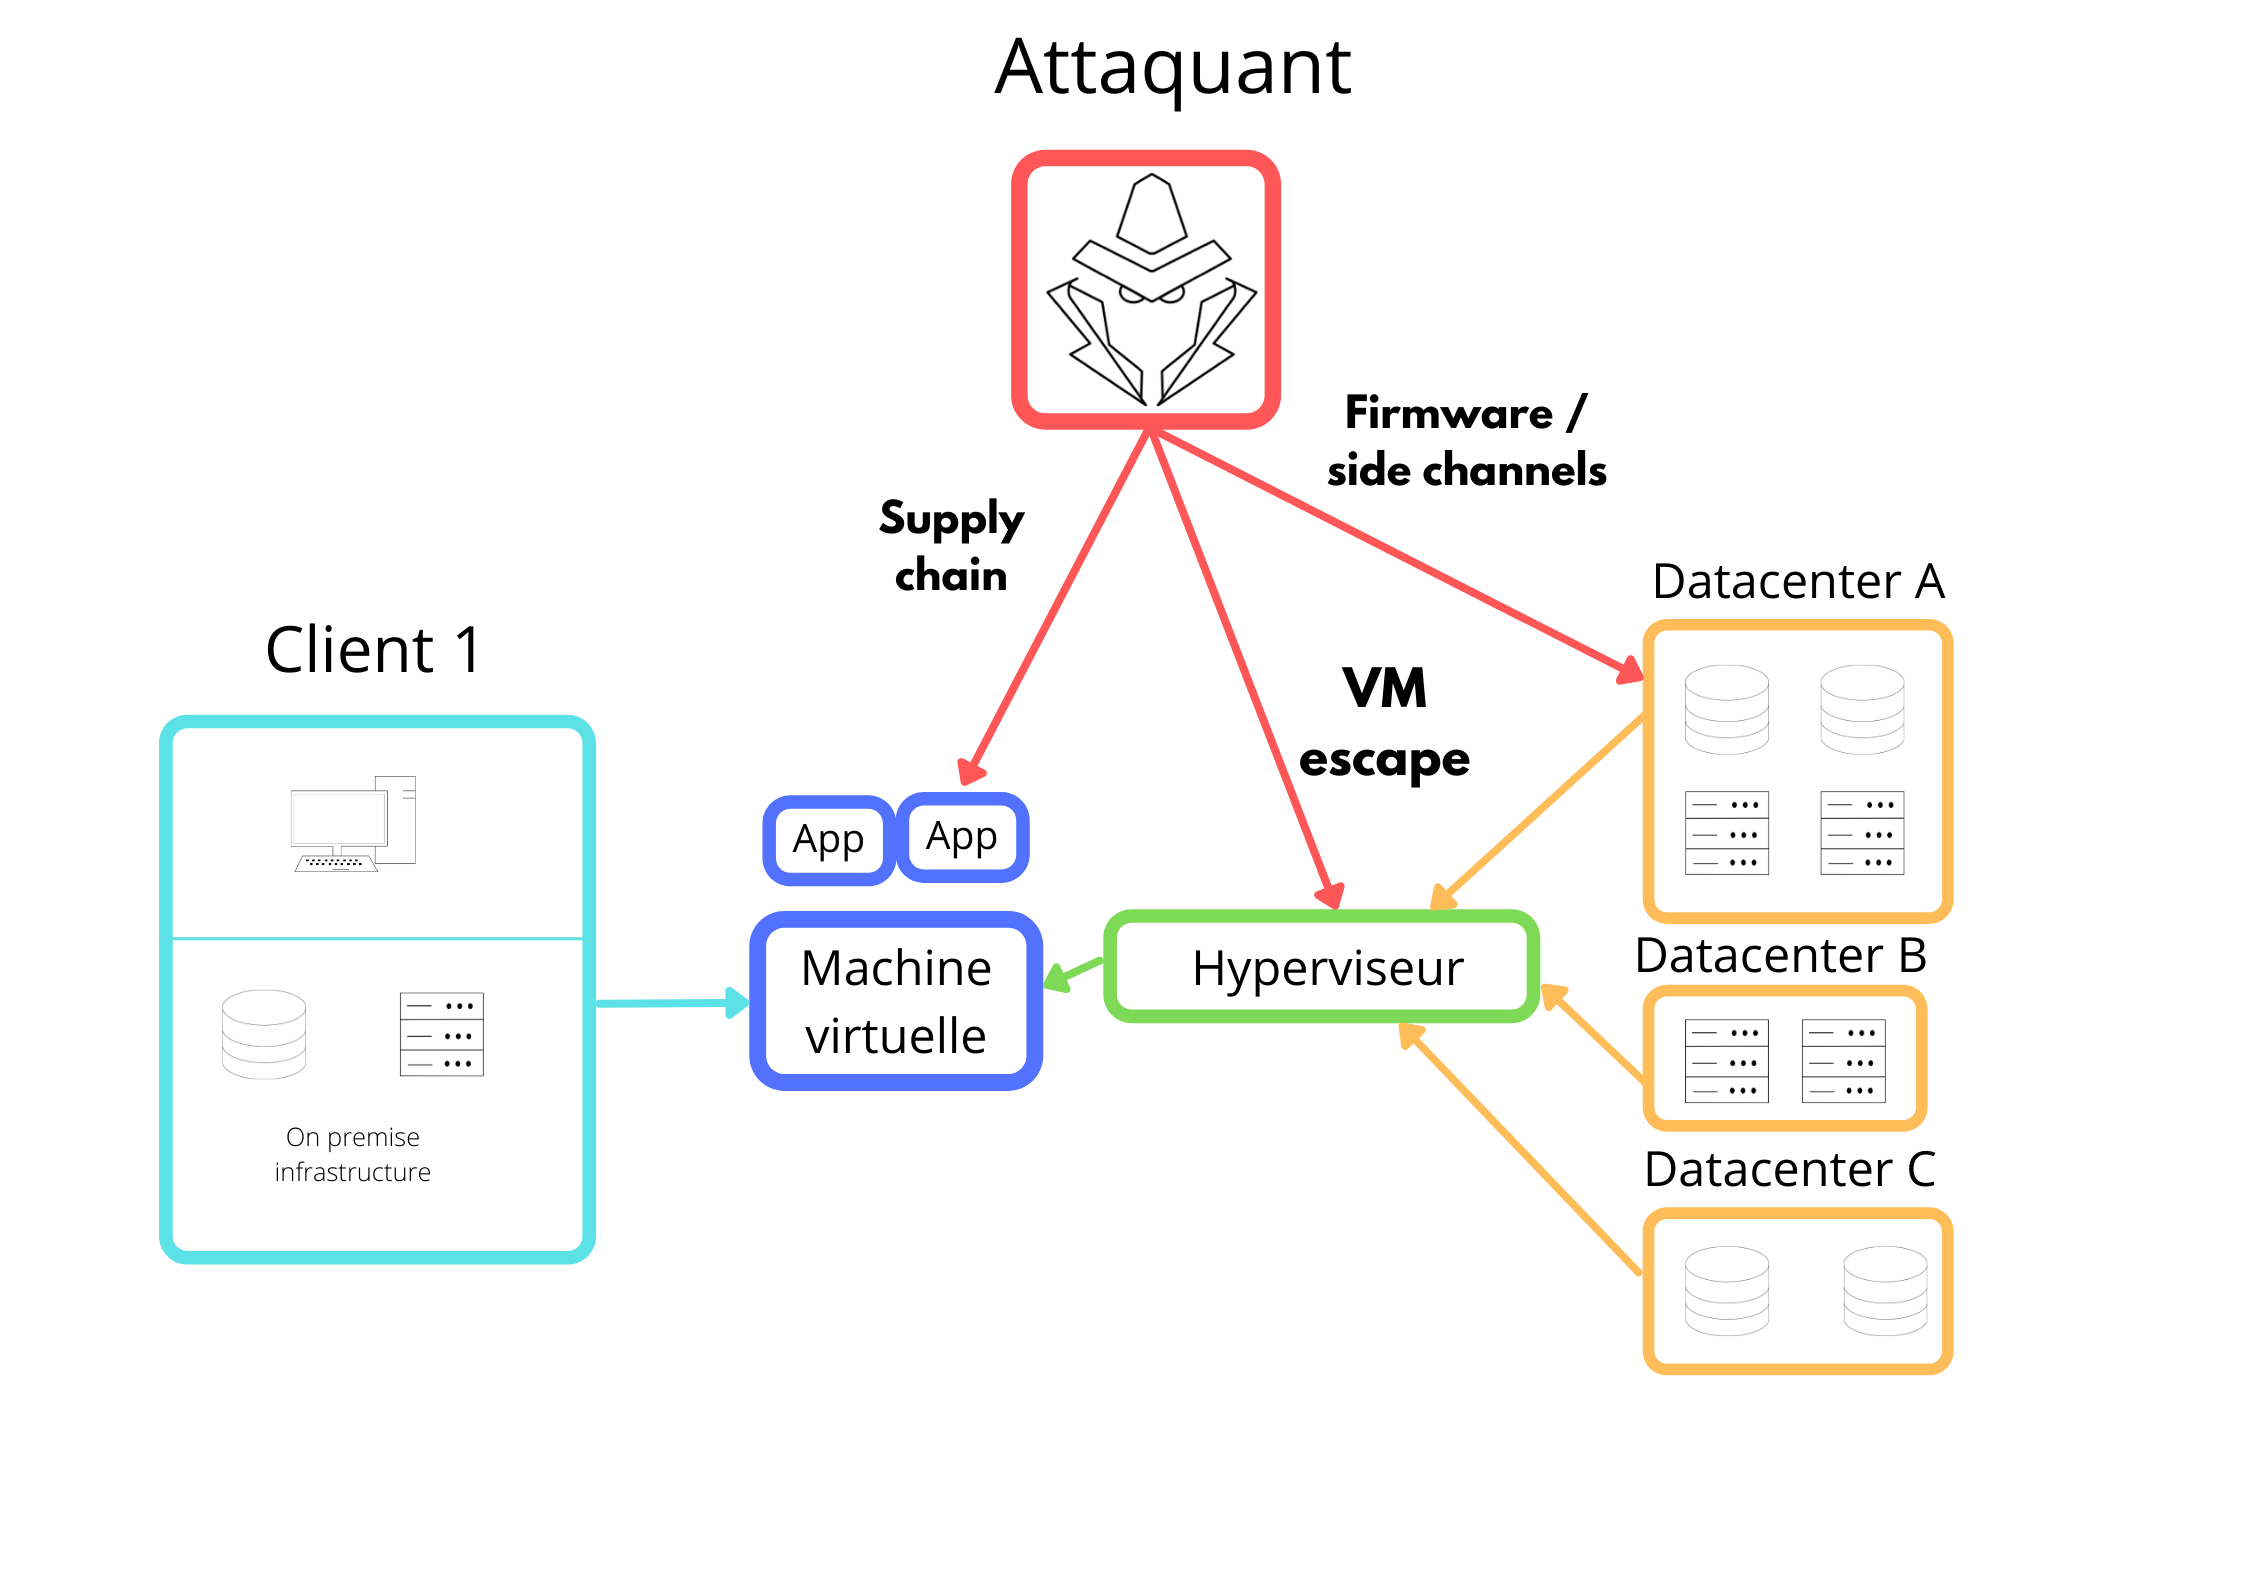 Attaquant
Firmware /
side channels
Supply
chain
Datacenter A
Client 1
VM
escape
App
App
Machine
virtuelle
Hyperviseur
Datacenter B
On premise
infrastructure
Datacenter C